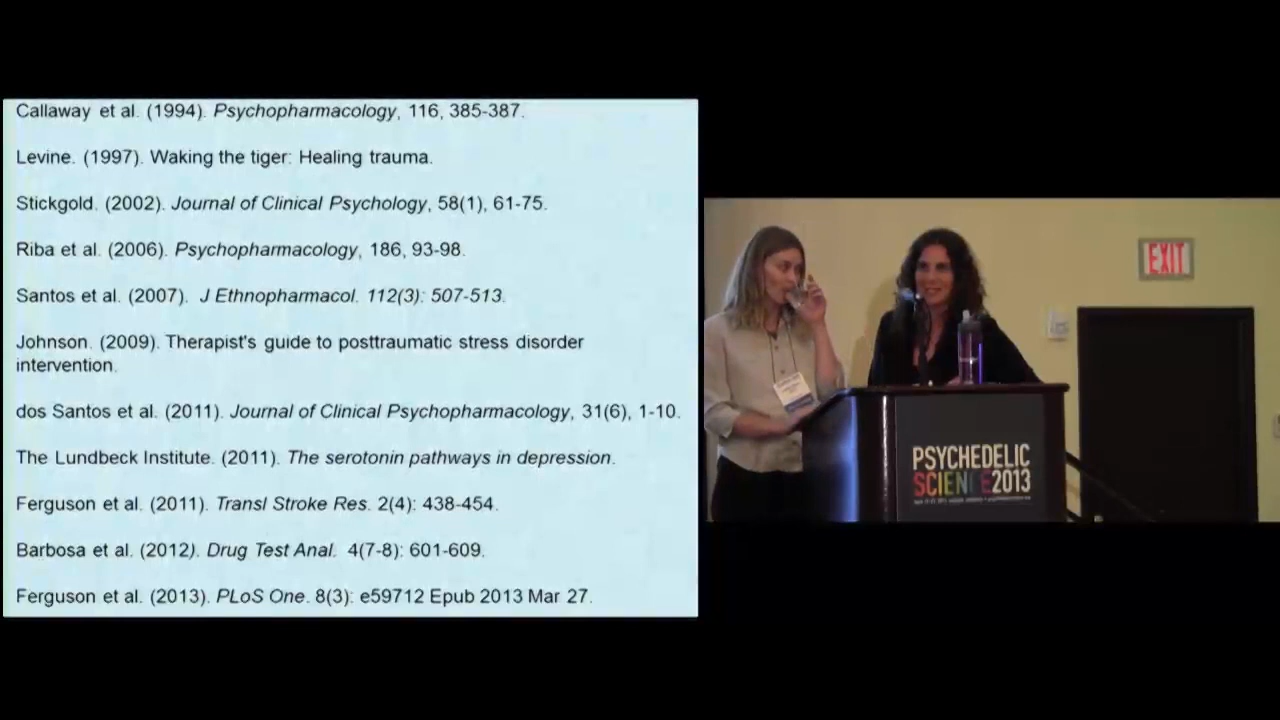 Callaway et al. (1994). Psychopharmacology, 116, 385-387.
Levine. (1997). Waking the tiger: Healing trauma.
Stickgold. (2002). Journal of Clinical Psychology, 58(1), 61-75.
Riba et al. (2006). Psychopharmacology, 186, 93-98.
Santos et al. (2007). J Ethnopharmacol. 112(3): 507-513.
Johnson. (2009). Therapist's guide to posttraumatic stress disorder
intervention.
dos Santos et al. (2011). Journal of Clinical Psychopharmacology, 31(6), 1-10.
The Lundbeck Institute. (2011). The serotonin pathways in depression.
Ferguson et al. (2011). Transl Stroke Res. 2(4): 438-454.
Barbosa et al. (2012). Drug Test Anal. 4(7-8): 601-609.
Ferguson et al. (2013). PLoS One. 8(3): e59712 Epub 2013 Mar 27.
EXIT
PSYCHEDELIC
SCIENCE2013